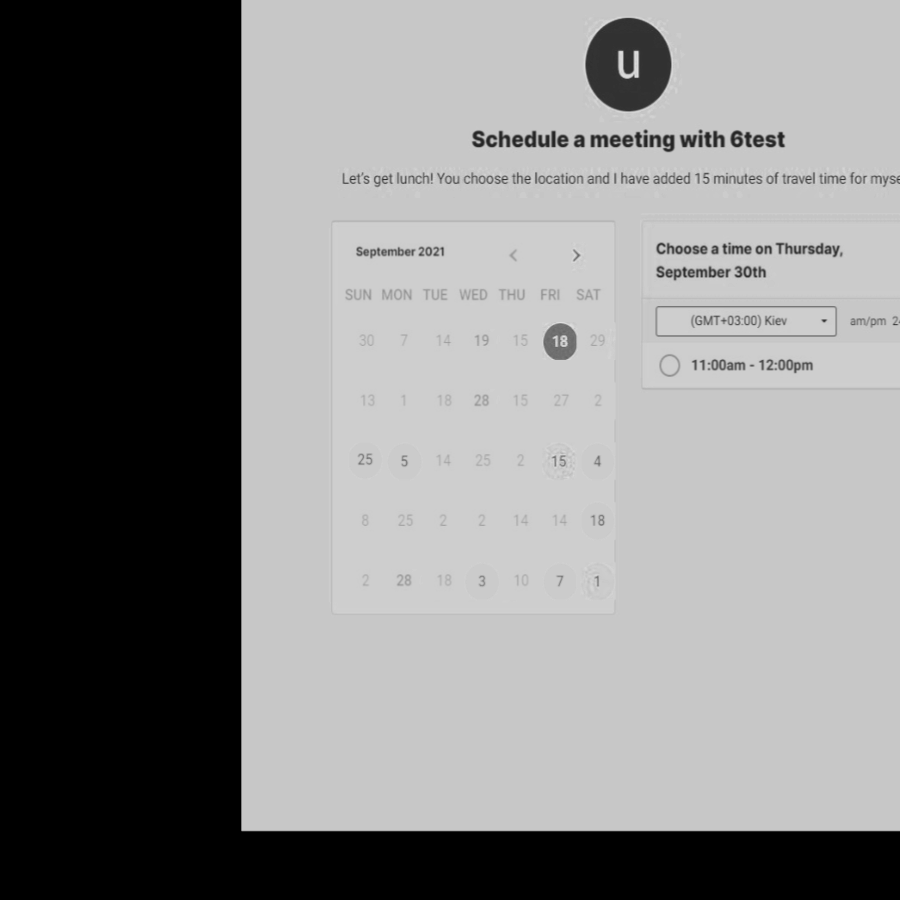 u
Schedule a meeting with 6test
Let's get lunch! You choose the location and I have added 15 minutes of travel time for myse
September 2021
SUN MON TUE WED THU FRI SAT
30 7 14 19 15 18 29
13 1 18 28 15 27 2
25 5 14 25 2 15 4
8 25 2 2 14 14 18
2 28 18 3 10 7 1
Choose a time on Thursday,
September 30th
(GMT+03:00) Kiev am/pm 2
11:00am - 12:00pm